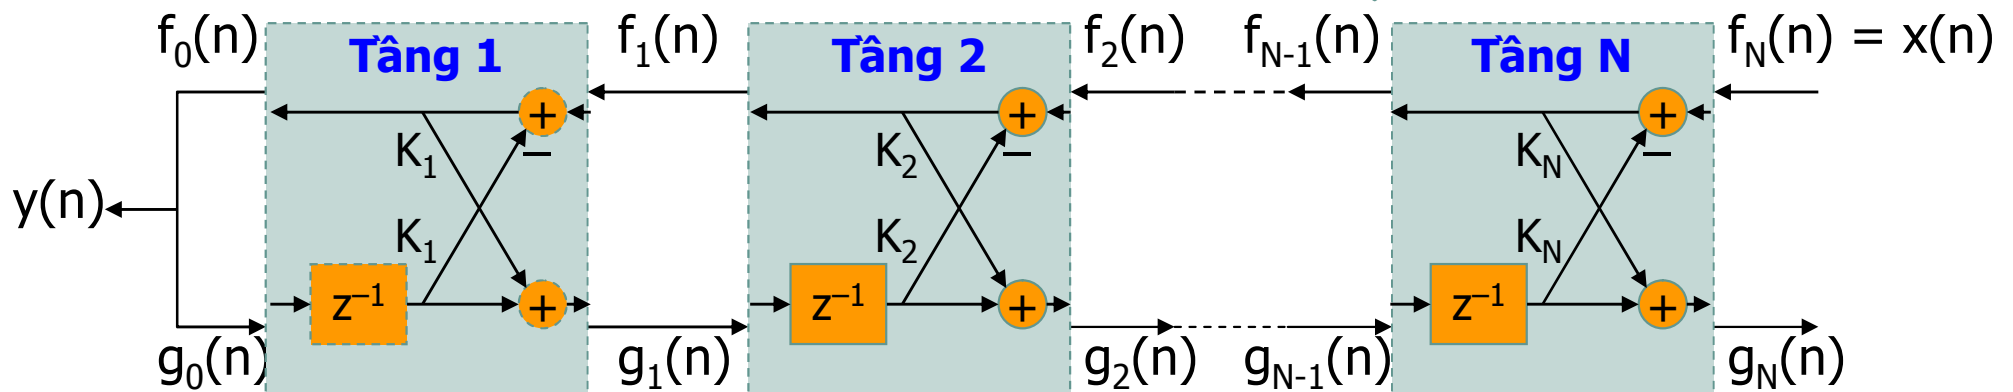 f0(n) Tầng 1 f1(n) Tầng 2 f2(n) fN-1(n) Tầng N fN(n) = x(n)
+ + +
K1 – K2 – KN –
y(n)
K1 K2 KN
z–1 + z–1 + z–1 +
g0(n) g1(n) g2(n) gN-1(n) gN(n)